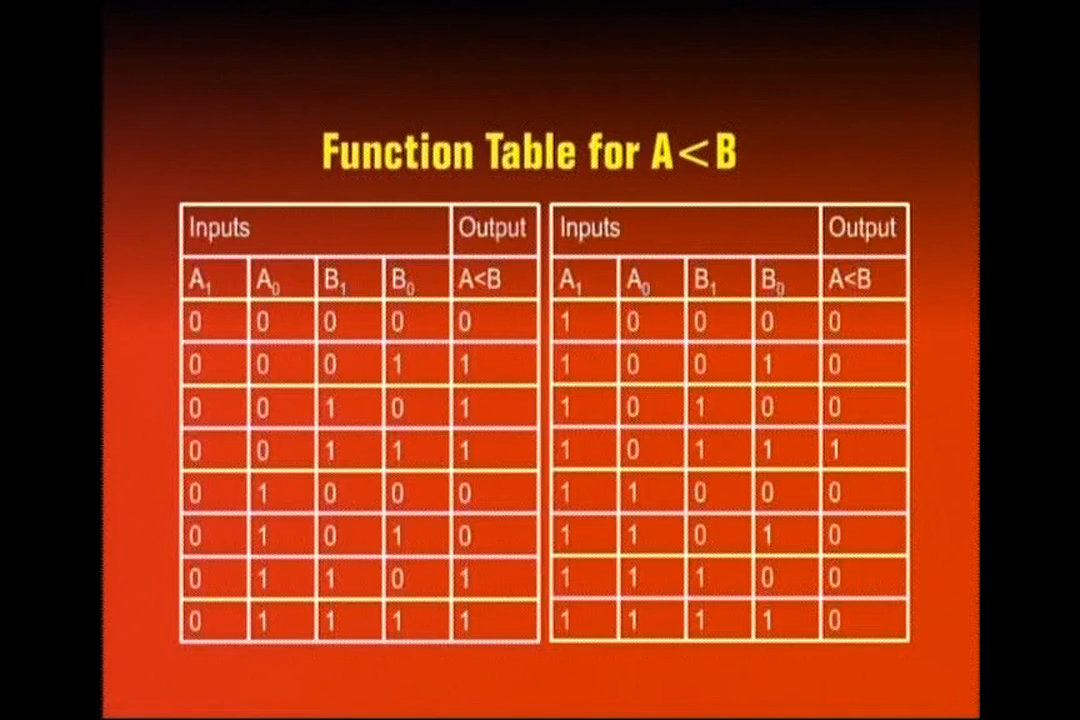 Function Table for A<B
Inputs Output Inputs Output
A₁ A₀ B₁ B₀ A<B A₁ A₀ B₁ B₀ A<B
0 0 0 0 0 1 0 0 0 0
0 0 0 1 1 1 0 0 1 0
0 0 1 0 1 1 0 1 0 0
0 0 1 1 1 1 0 1 1 1
0 1 0 0 0 1 1 0 0 0
0 1 0 1 0 1 1 0 1 0
0 1 1 0 1 1 1 1 0 0
0 1 1 1 1 1 1 1 1 0